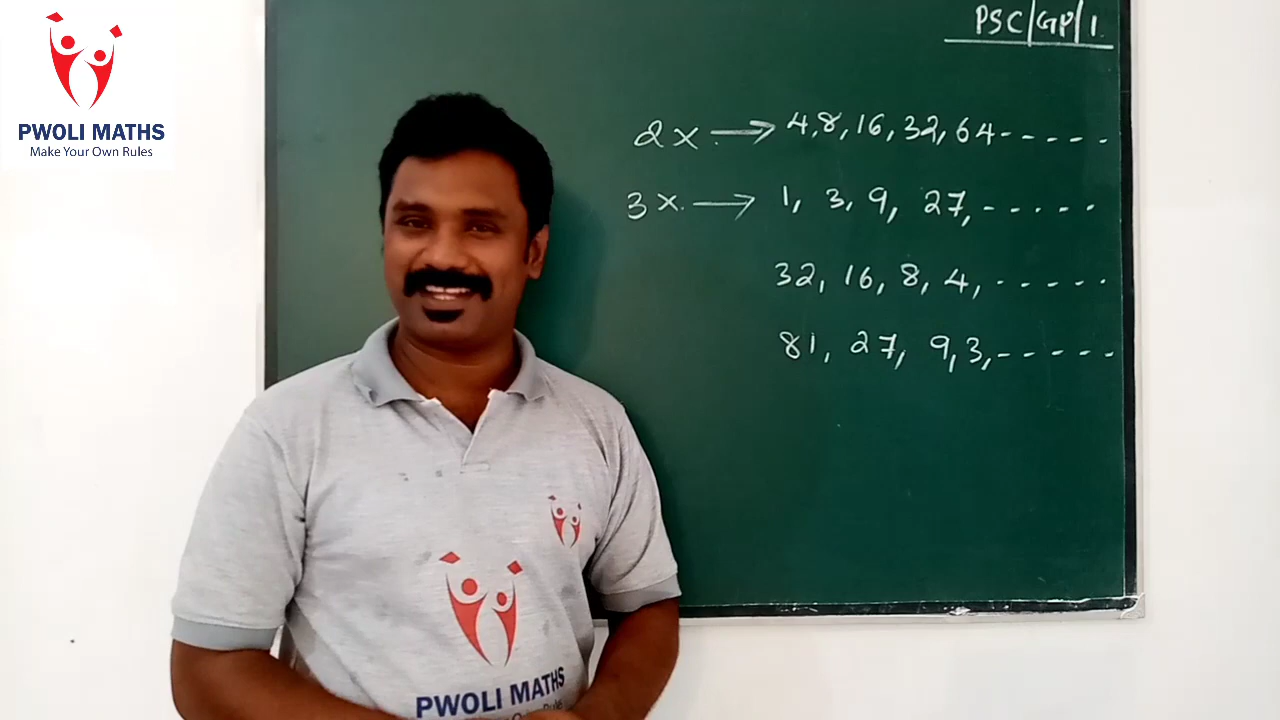 PWOLI MATHS
Make Your Own Rules
PSC/GP/1
2x → 4,8,16,32,64-----
3x → 1, 3, 9, 27,-----
32, 16, 8, 4,------
81, 27, 9,3,------
PWOLI MATHS